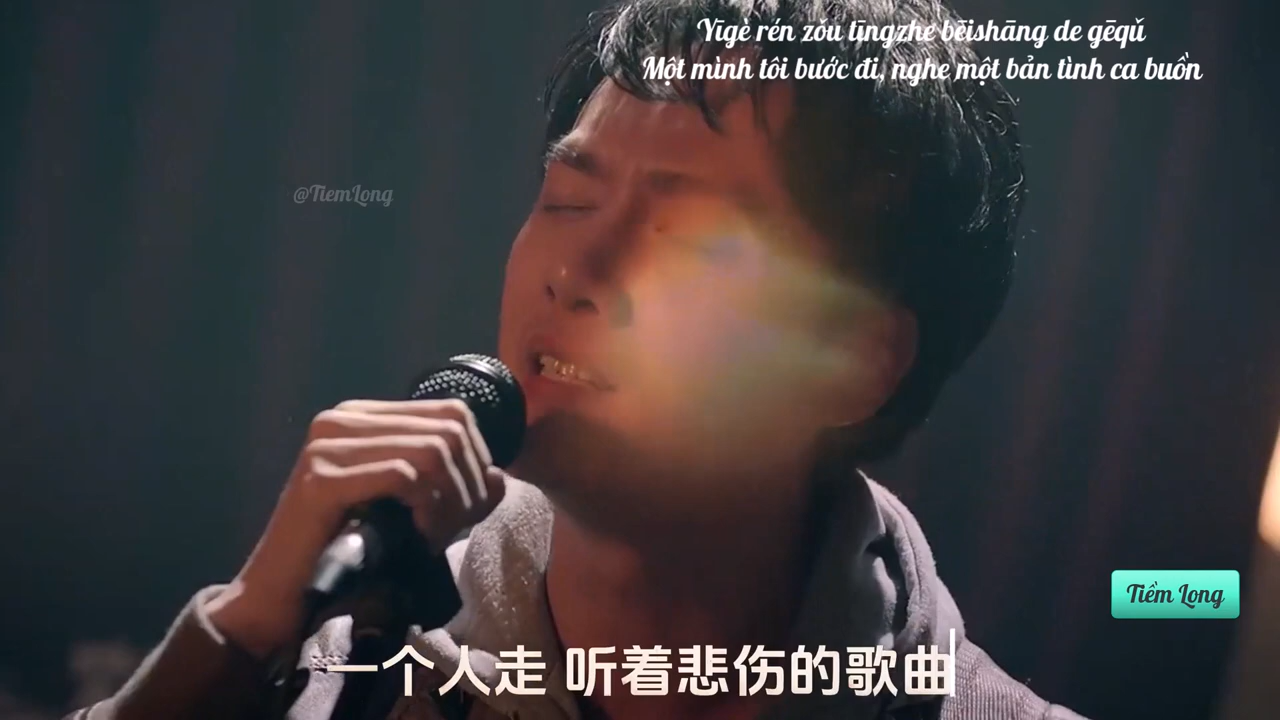 Yīgè rén zǒu tīngzhe bēishāng de gēqǔ
Một mình tôi bước đi, nghe một bản tình ca buồn
@TiemLong
Tiềm Long
一个人走 听着悲伤的歌曲